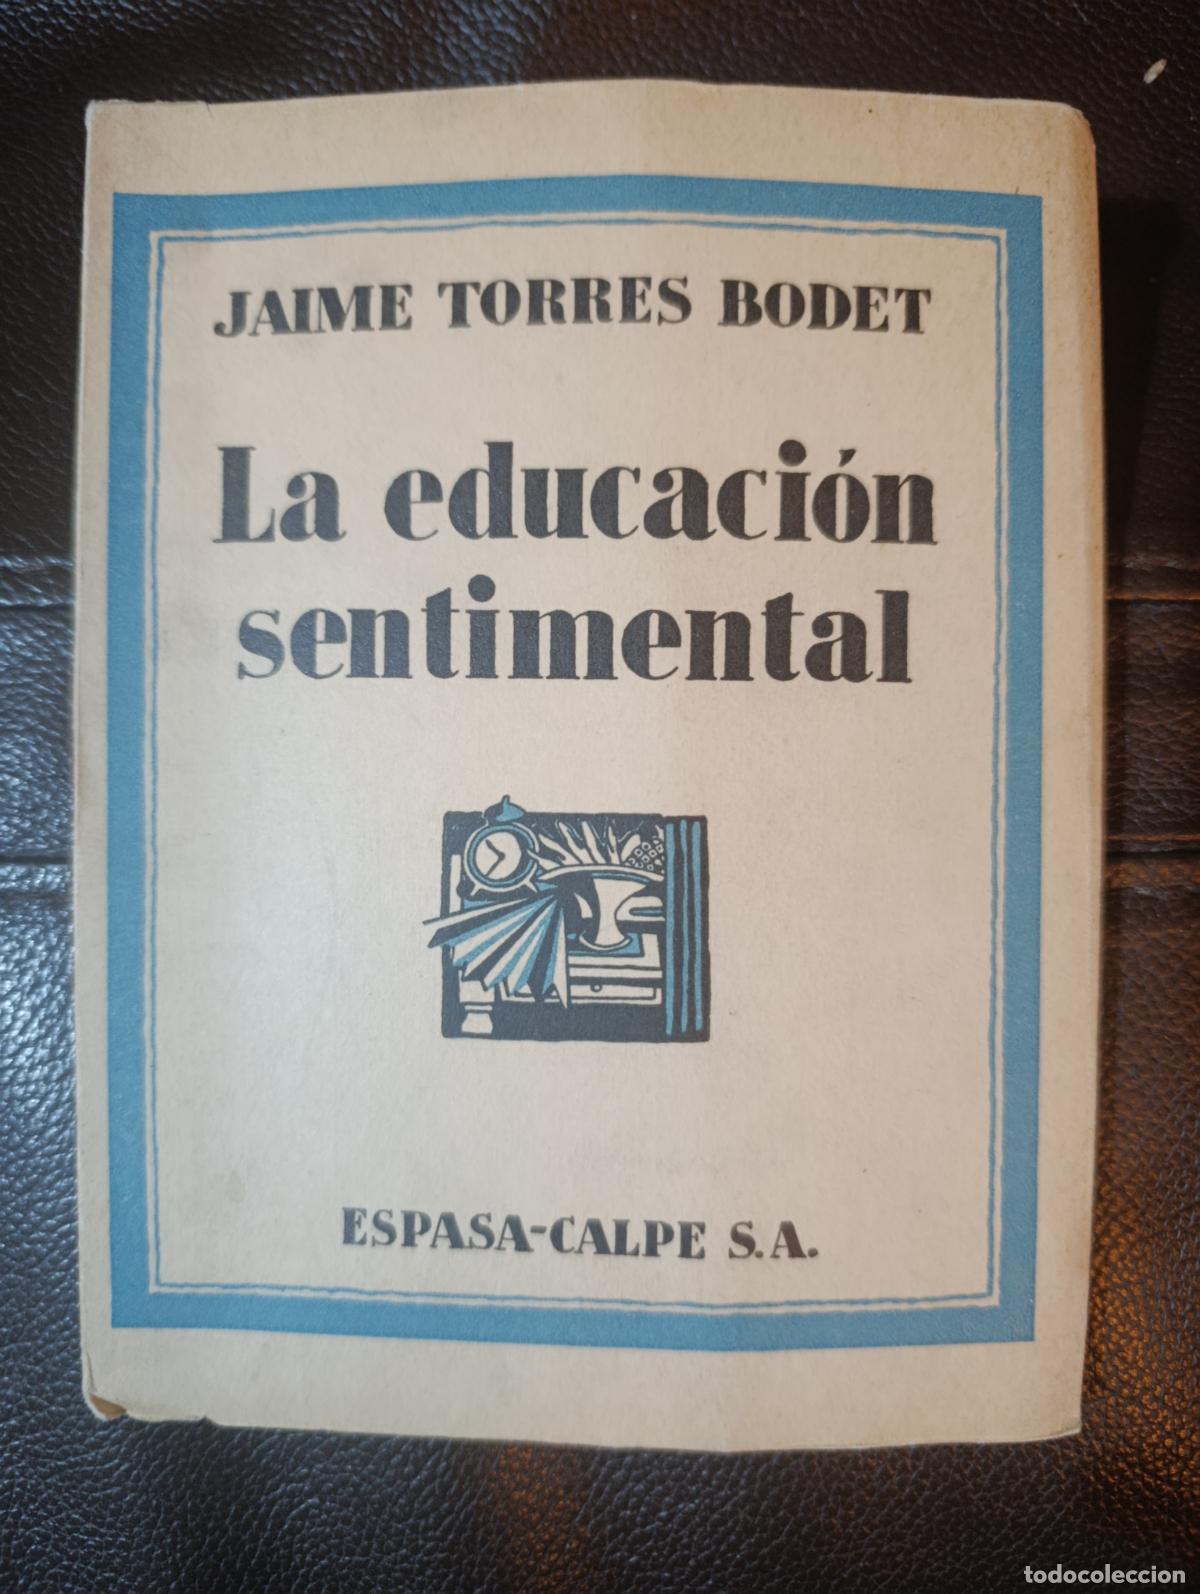 JAIME TORRES BODET
La educación
sentimental
ESPASA-CALPE S.A.
todocoleccion